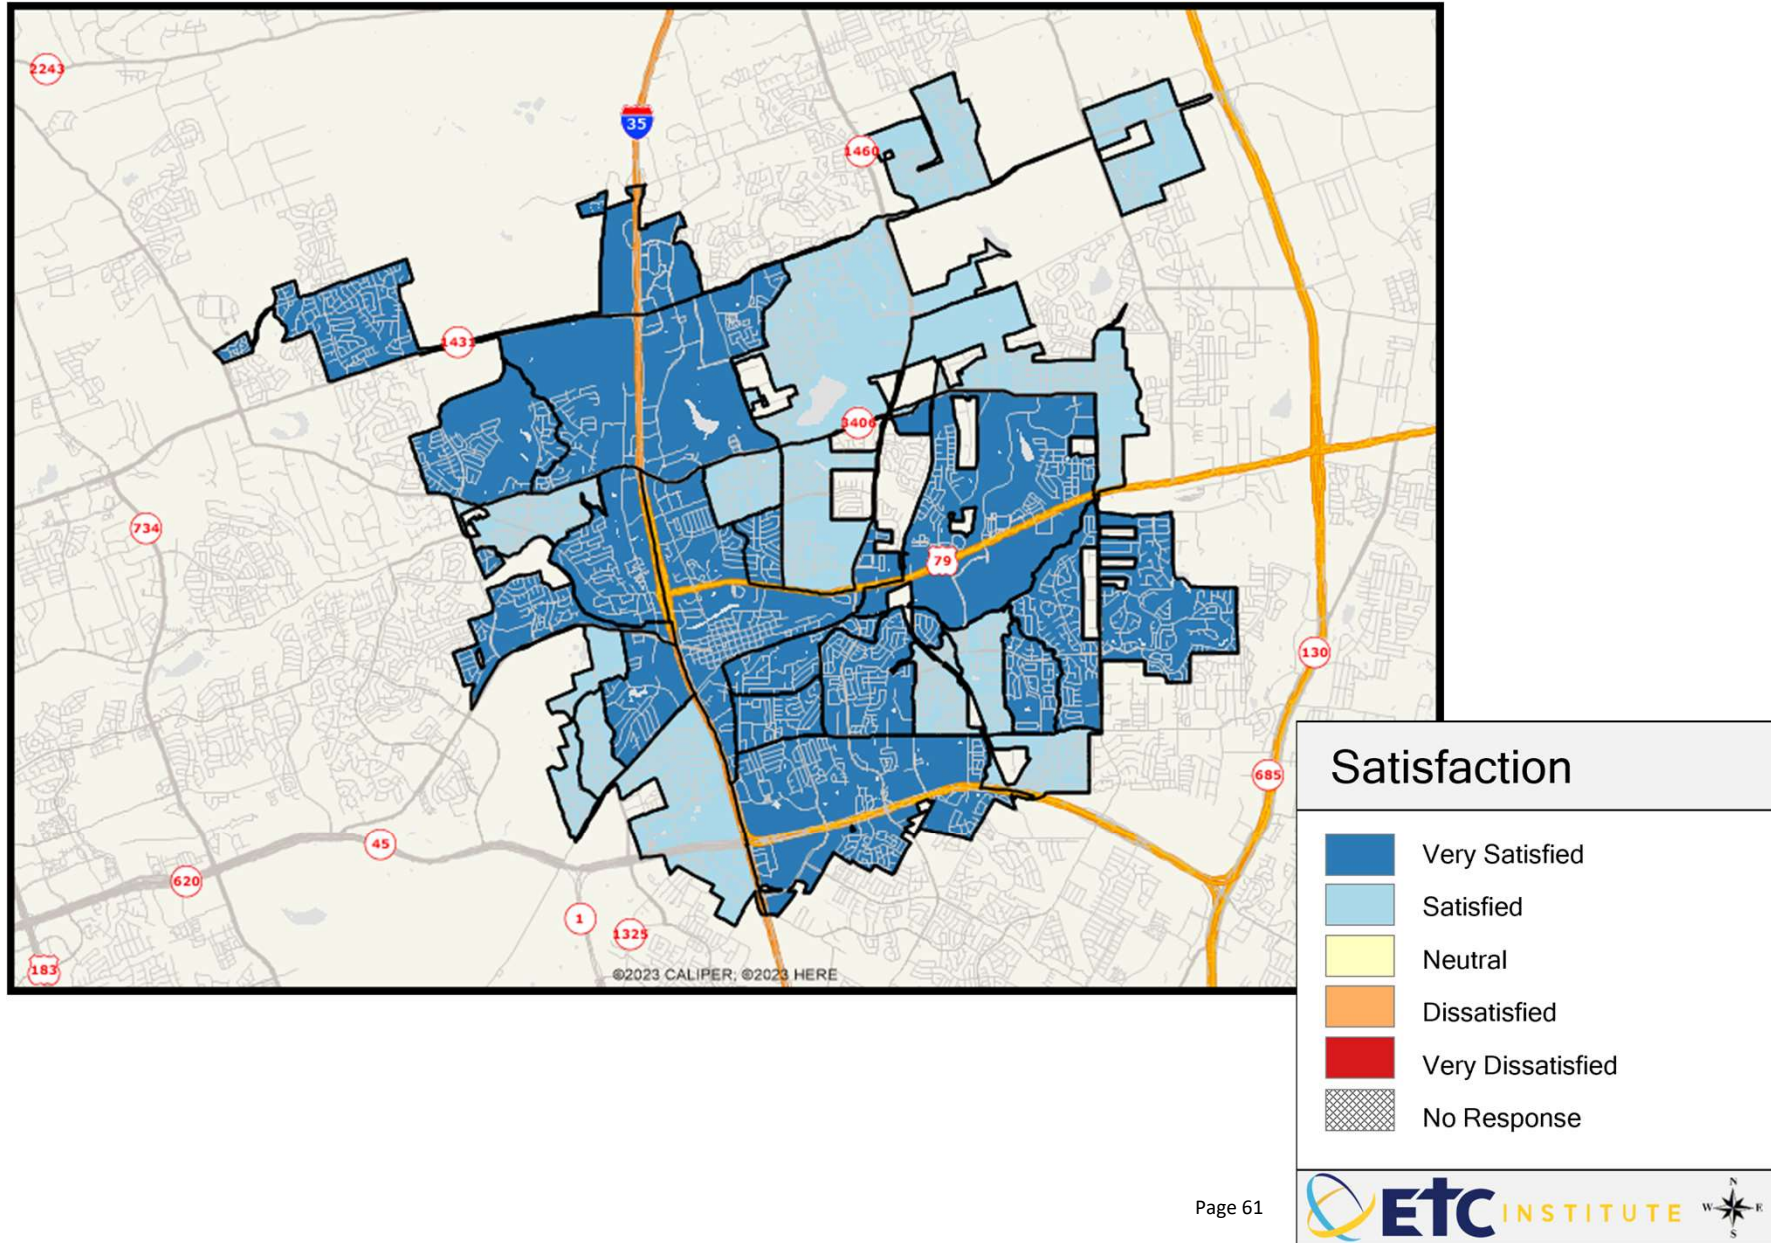 2243
35
1460
1431
3406
734
79
130
685
45
620
1
1325
183
©2023 CALIPER; ©2023 HERE
Satisfaction
Very Satisfied
Satisfied
Neutral
Dissatisfied
Very Dissatisfied
No Response
Page 61
ETC INSTITUTE
N
W E
S